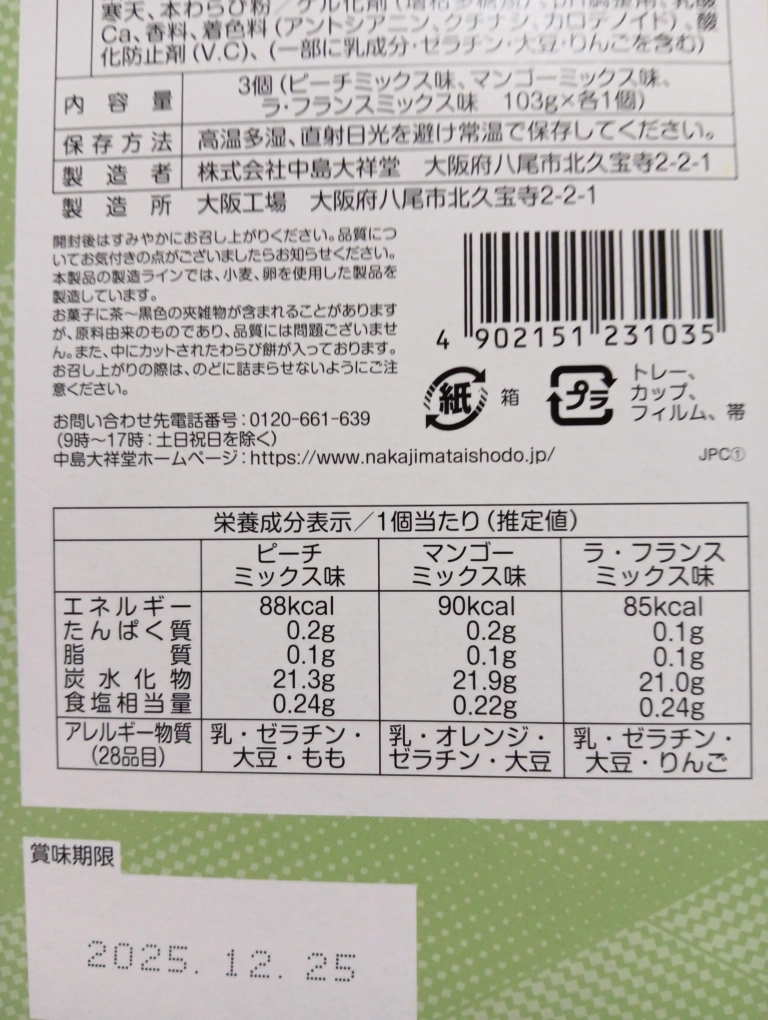 寒天、本わらび粉／ゲル化剤（増粘多糖類）、pH調整剤、乳酸
Ca、香料、着色料（アントシアニン、クチナシ、カロテノイド）、酸
化防止剤（V.C）、（一部に乳成分・ゼラチン・大豆・りんごを含む）
内容量 3個（ピーチミックス味、マンゴーミックス味、
ラ・フランスミックス味　103g×各1個）
保存方法 高温多湿、直射日光を避け常温で保存してください。
製造者 株式会社中島大祥堂　大阪府八尾市北久宝寺2-2-1
製造所 大阪工場　大阪府八尾市北久宝寺2-2-1
開封後はすみやかにお召し上がりください。品質につ
いてお気付きの点がございましたらお知らせください。
本製品の製造ラインでは、小麦、卵を使用した製品を
製造しています。
お菓子に茶～黒色の夾雑物が含まれることがあります
が、原料由来のものであり、品質には問題ございませ
ん。また、中にカットされたわらび餅が入っております。
お召し上がりの際は、のどに詰まらせないようにご注
意ください。
お問い合わせ先電話番号：0120-661-639
（9時～17時：土日祝日を除く）
中島大祥堂ホームページ：https://www.nakajimataishodo.jp/
4 902151 231035
紙 箱
プラ トレー、
カップ、
フィルム、帯
JPC①
栄養成分表示／1個当たり（推定値）
ピーチ マンゴー ラ・フランス
ミックス味 ミックス味 ミックス味
エネルギー 88kcal 90kcal 85kcal
たんぱく質 0.2g 0.2g 0.1g
脂質 0.1g 0.1g 0.1g
炭水化物 21.3g 21.9g 21.0g
食塩相当量 0.24g 0.22g 0.24g
アレルギー物質 乳・ゼラチン・ 乳・オレンジ・ 乳・ゼラチン・
（28品目） 大豆・もも ゼラチン・大豆 大豆・りんご
賞味期限
2025. 12. 25